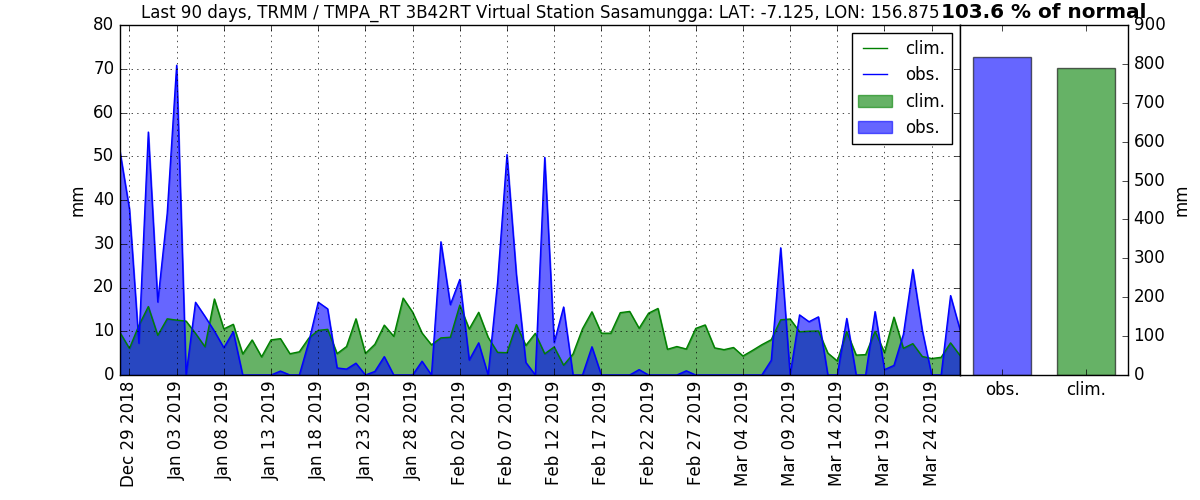 Last 90 days, TRMM / TMPA_RT 3B42RT Virtual Station Sasamungga: LAT: -7.125, LON: 156.875
103.6 % of normal
80
70
60
50
40
30
20
10
0
mm
clim.
obs.
clim.
obs.
900
800
700
600
500
400
300
200
100
0
mm
obs.
clim.
Dec 29 2018
Jan 03 2019
Jan 08 2019
Jan 13 2019
Jan 18 2019
Jan 23 2019
Jan 28 2019
Feb 02 2019
Feb 07 2019
Feb 12 2019
Feb 17 2019
Feb 22 2019
Feb 27 2019
Mar 04 2019
Mar 09 2019
Mar 14 2019
Mar 19 2019
Mar 24 2019